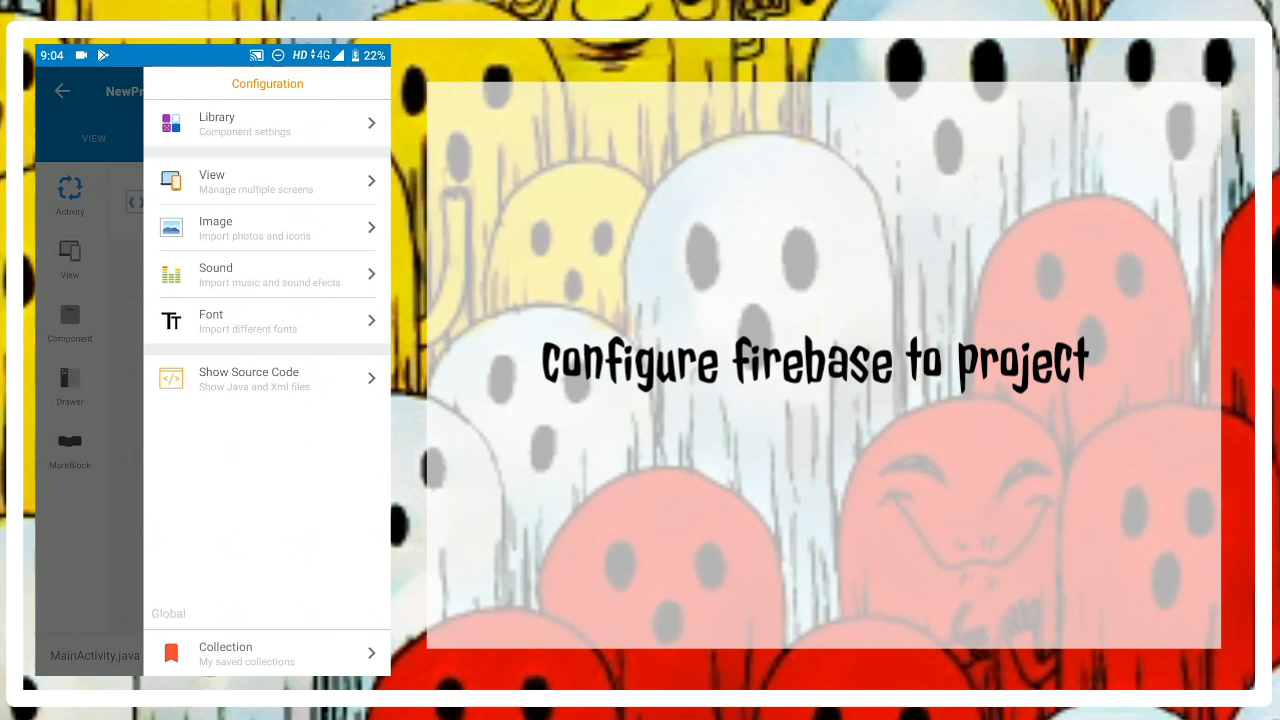 9:04
HD 4G 22%
NewPr
Configuration
VIEW
Library
Component settings
View
Manage multiple screens
Image
Import photos and icons
Sound
Import music and sound efects
Font
Import different fonts
Show Source Code
Show Java and Xml files
Activity
View
Component
Drawer
MoreBlock
Global
Collection
My saved collections
MainActivity.java
configure firebase to project